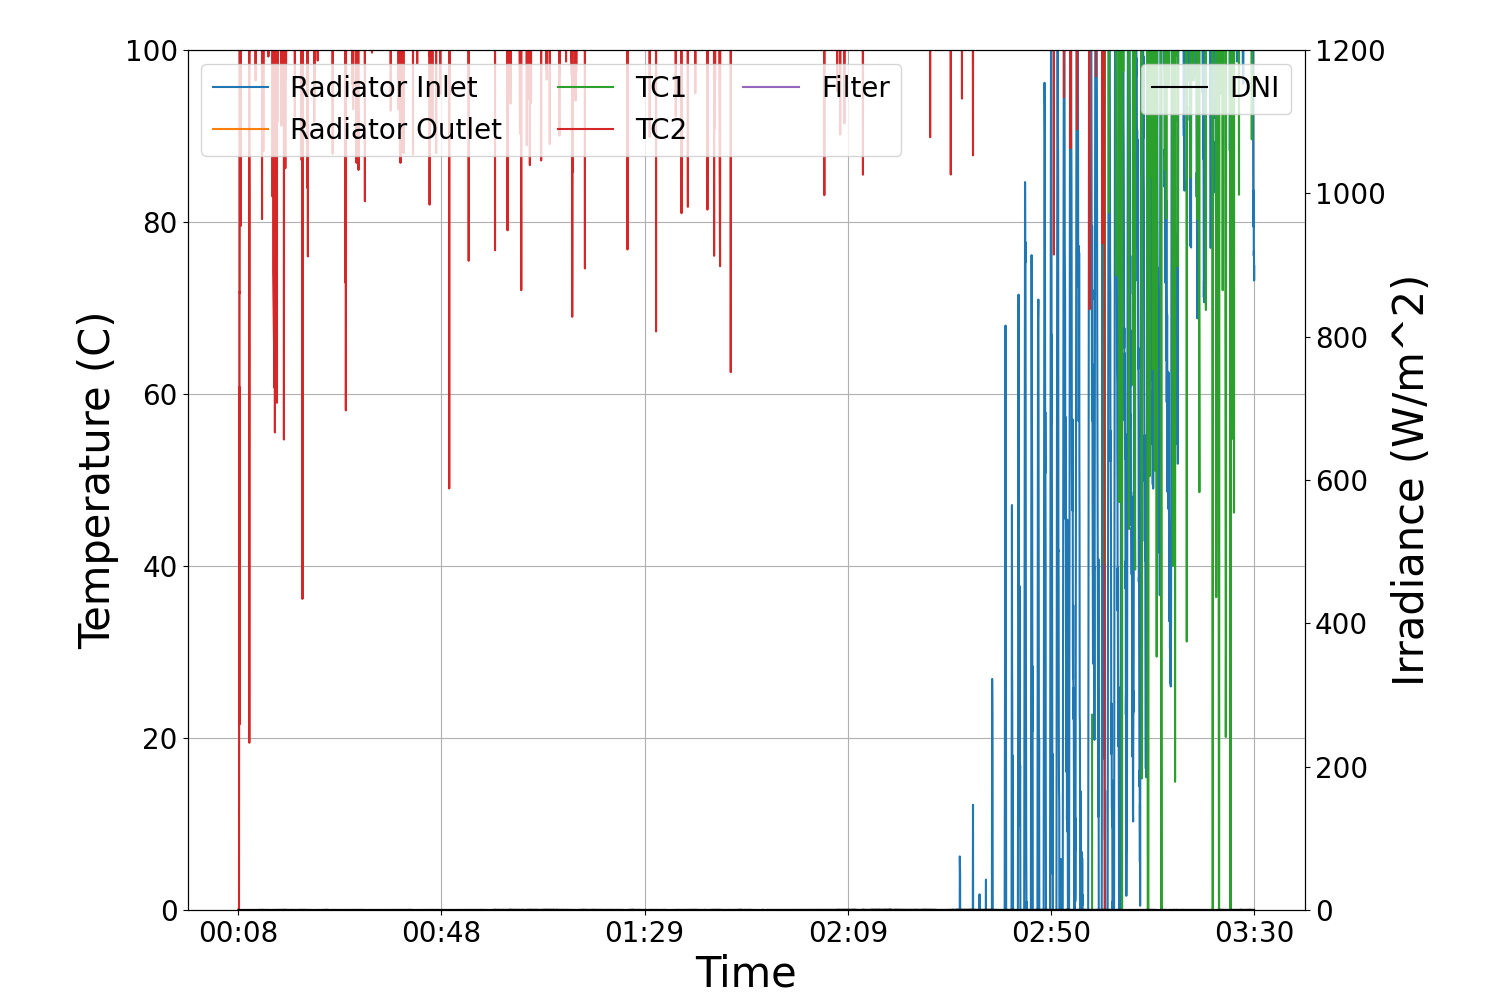 100
80
60
40
20
0
Temperature (C)
Radiator Inlet
Radiator Outlet
TC1
TC2
Filter
DNI
1200
1000
800
600
400
200
0
Irradiance (W/m^2)
00:08
00:48
01:29
02:09
02:50
03:30
Time